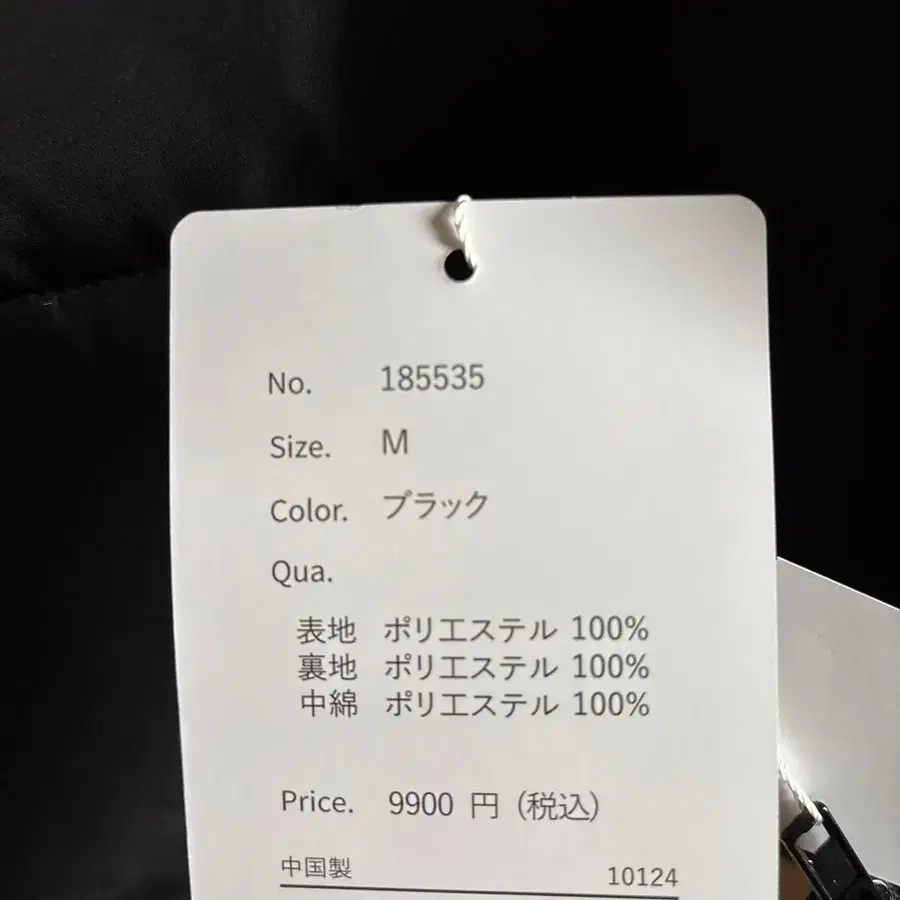 No. 185535
Size. M
Color. ブラック
Qua.
表地 ポリエステル 100%
裏地 ポリエステル 100%
中綿 ポリエステル 100%
Price. 9900 円 (税込)
中国製 10124